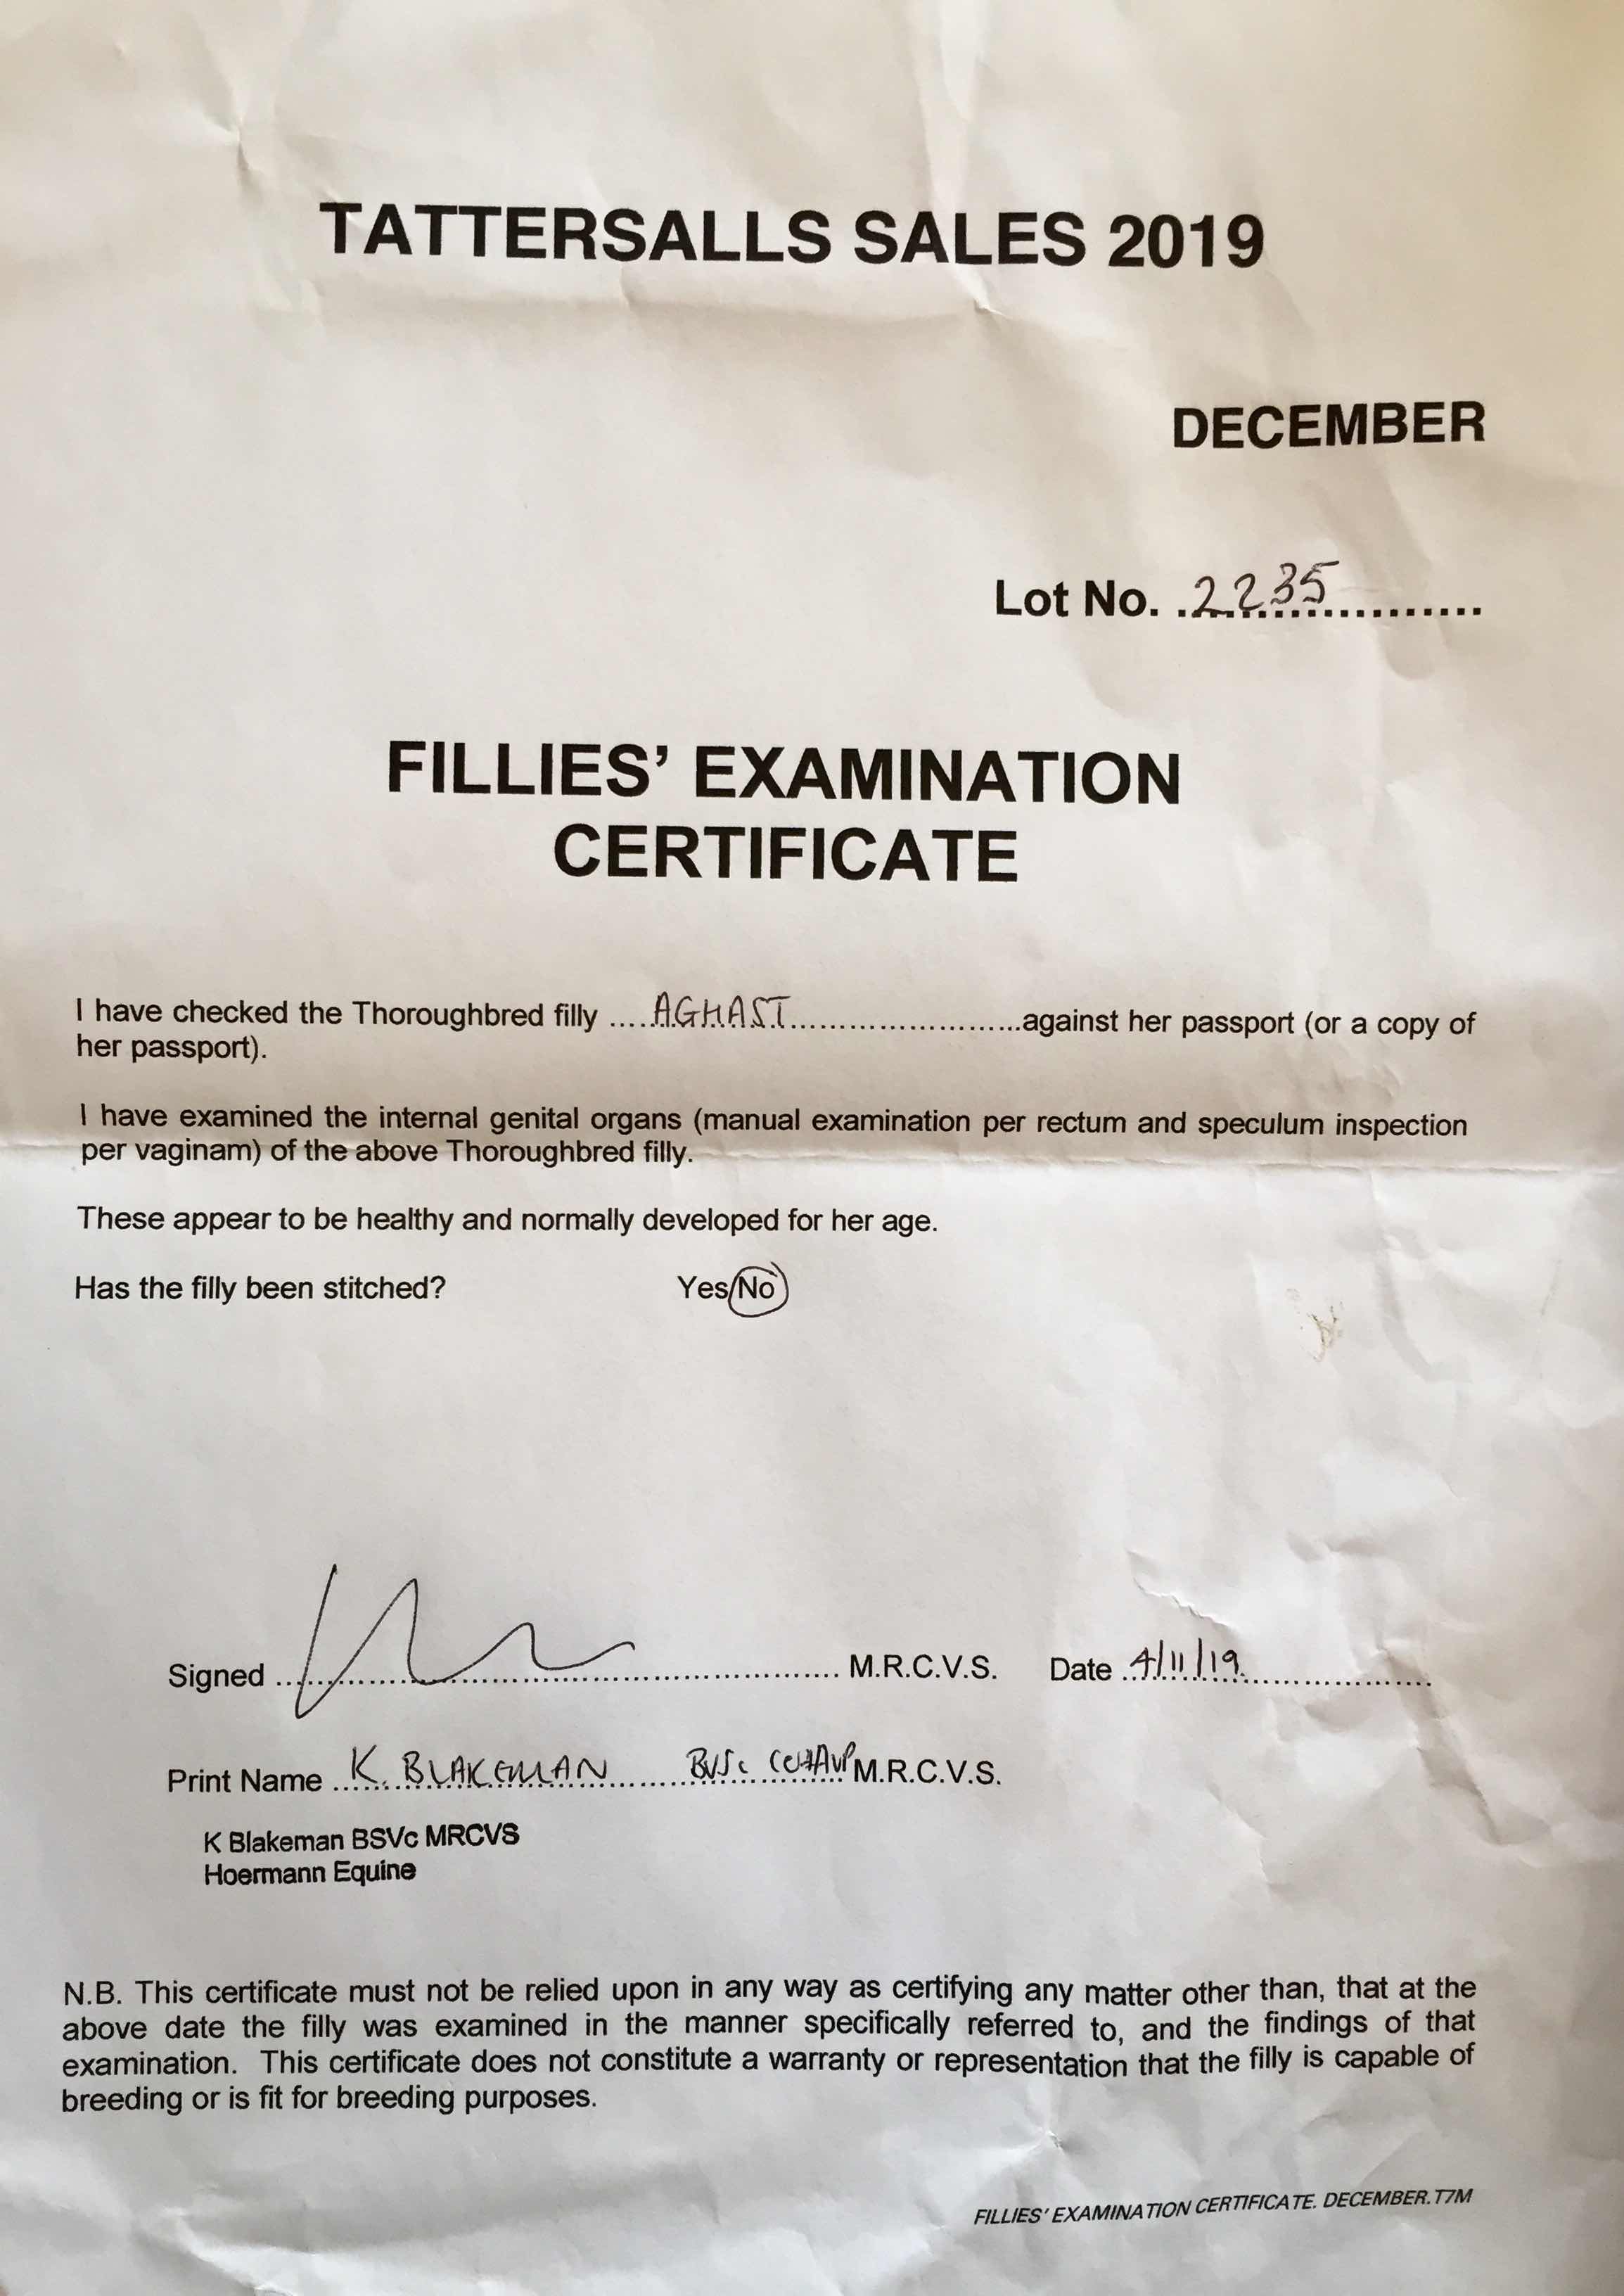 TATTERSALLS SALES 2019
DECEMBER
Lot No. .2235..................
FILLIES’ EXAMINATION
CERTIFICATE
I have checked the Thoroughbred filly .....AGHAST..........................against her passport (or a copy of
her passport).
I have examined the internal genital organs (manual examination per rectum and speculum inspection
per vaginam) of the above Thoroughbred filly.
These appear to be healthy and normally developed for her age.
Has the filly been stitched? Yes/No
Signed ............................................................ M.R.C.V.S. Date .4/11/19............................
Print Name ..K. BLAKEMAN.......BVSc CertAVP M.R.C.V.S.
K Blakeman BSVc MRCVS
Hoermann Equine
N.B. This certificate must not be relied upon in any way as certifying any matter other than, that at the
above date the filly was examined in the manner specifically referred to, and the findings of that
examination. This certificate does not constitute a warranty or representation that the filly is capable of
breeding or is fit for breeding purposes.
FILLIES’ EXAMINATION CERTIFICATE. DECEMBER. T7M